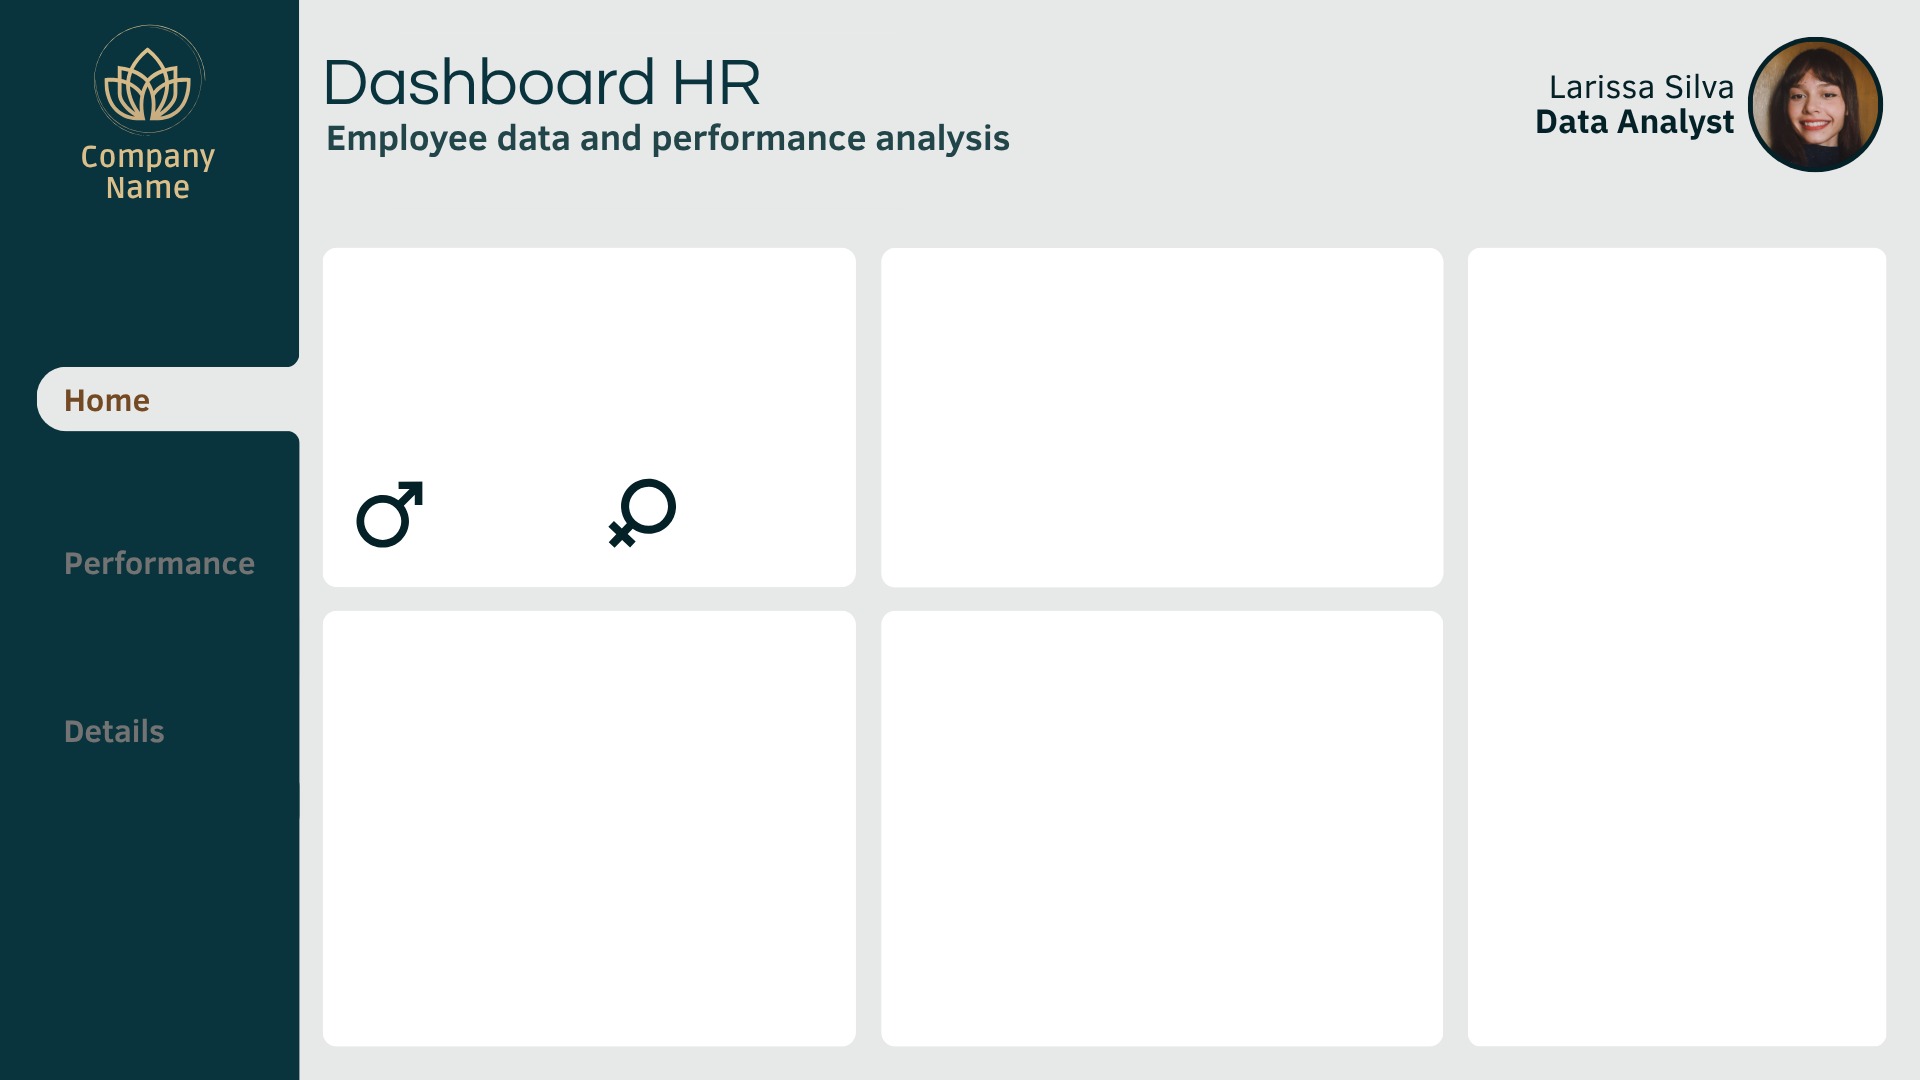 Company
Name
Dashboard HR
Employee data and performance analysis
Larissa Silva
Data Analyst
Home
Performance
Details